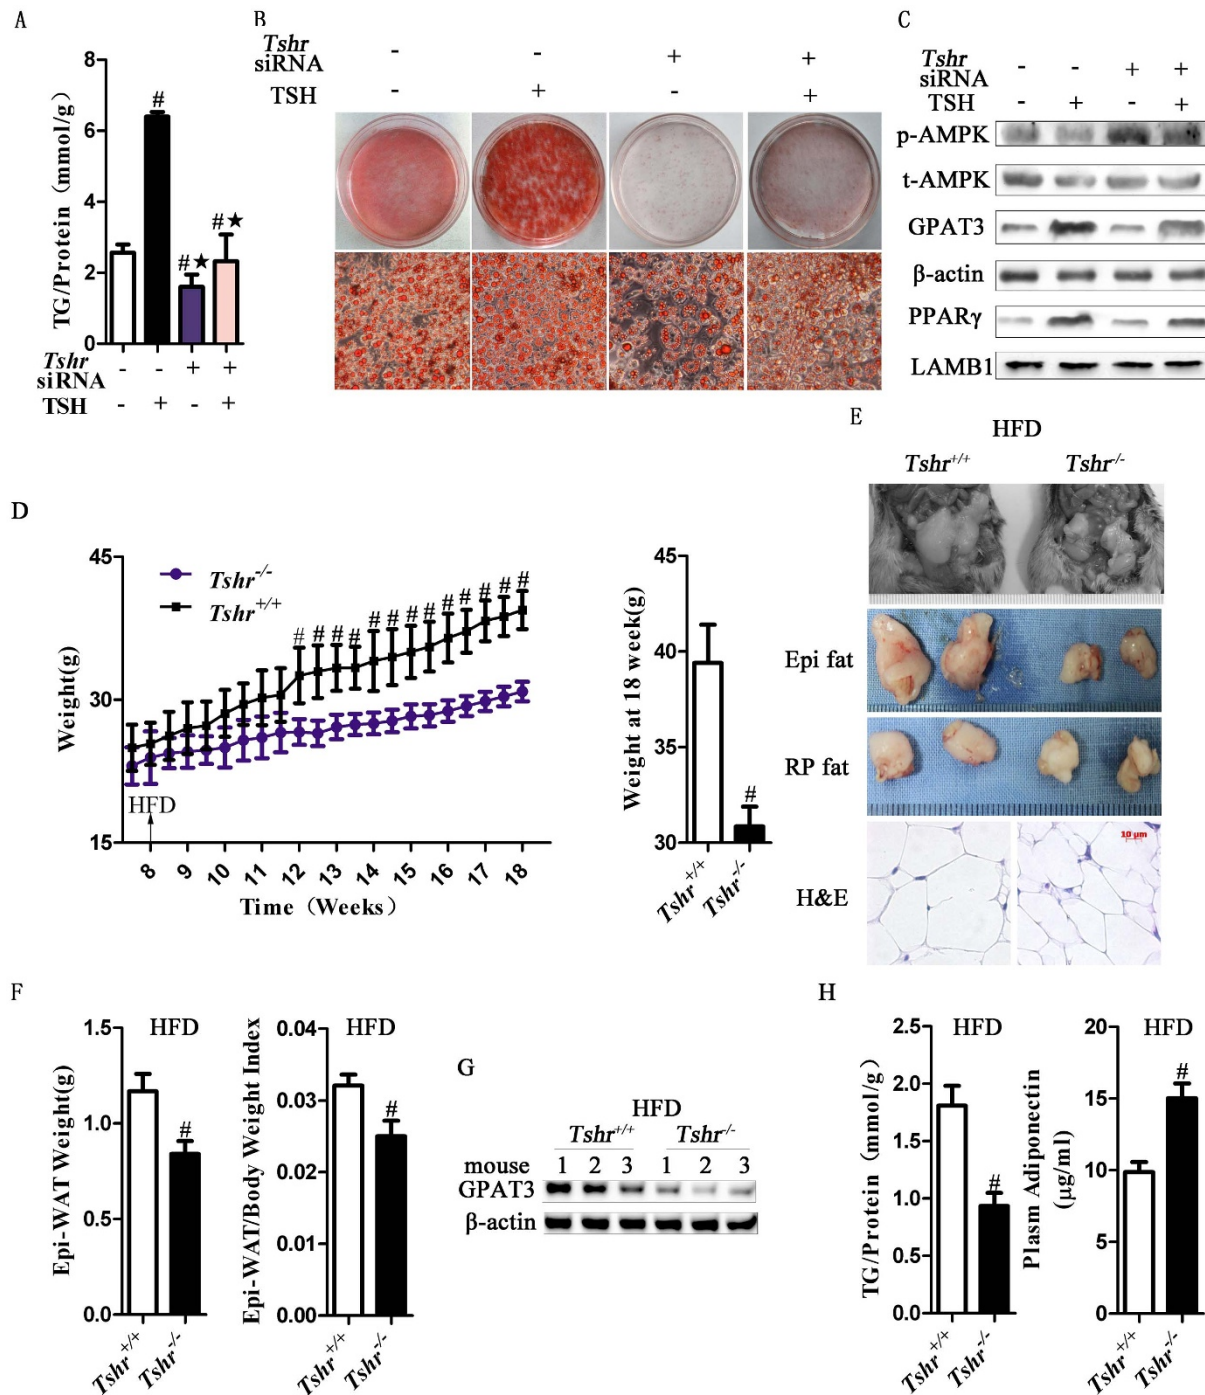 A
TG/Protein (mmol/g)
8
6
4
2
0
#
#★
#★
Tshr
siRNA
- - + +
TSH
- + - +
B
Tshr
siRNA
- - + +
TSH
- + - +
C
Tshr
siRNA
- - + +
TSH
- + - +
p-AMPK
t-AMPK
GPAT3
β-actin
PPARγ
LAMB1
D
Weight(g)
45
30
15
Tshr-/-
Tshr+/+
# # # # # # # # # # # # #
HFD
8 9 10 11 12 13 14 15 16 17 18
Time (Weeks)
Weight at 18 week(g)
45
40
35
30
#
Tshr+/+
Tshr-/-
E
HFD
Tshr+/+ Tshr-/-
Epi fat
RP fat
H&E
10 μm
F
HFD
Epi-WAT Weight(g)
1.5
1.0
0.5
0.0
#
Tshr+/+
Tshr-/-
HFD
Epi-WAT/Body Weight Index
0.04
0.03
0.02
0.01
0.00
#
Tshr+/+
Tshr-/-
G
HFD
Tshr+/+ Tshr-/-
mouse 1 2 3 1 2 3
GPAT3
β-actin
H
HFD
TG/Protein (mmol/g)
2.5
2.0
1.5
1.0
0.5
0.0
#
Tshr+/+
Tshr-/-
HFD
Plasm Adiponectin
(μg/ml)
20
15
10
5
0
#
Tshr+/+
Tshr-/-